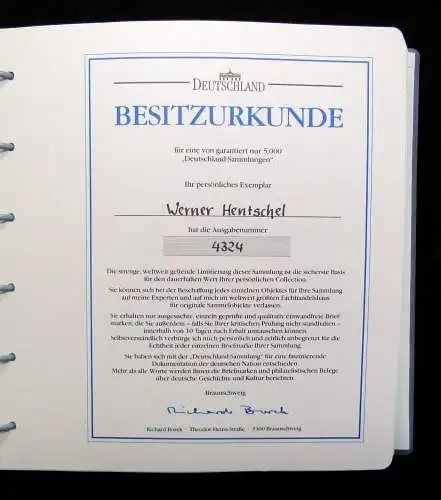 DEUTSCHLAND
BESITZURKUNDE
für eine von garantiert nur 5.000
„Deutschland-Sammlungen"
Ihr persönliches Exemplar
Werner Hentschel
hat die Ausgabenummer
4324
Die strenge, weltweit geltende Limitierung dieser Sammlung ist die sicherste Basis
für den dauerhaften Wert Ihrer persönlichen Collection.
Sie können sich bei der Beschaffung jedes einzelnen Objektes für Ihre Sammlung
auf meine Experten und auf mich im weltweit größten Fachhandelshaus
für originale Sammelobjekte verlassen.
Sie erhalten nur ausgesuchte, einzeln geprüfte und qualitativ einwandfreie Brief
marken, die Sie außerdem – falls Sie Ihrer kritischen Prüfung nicht standhalten –
innerhalb von 10 Tagen nach Erhalt umtauschen können
Selbstverständlich verbürge ich mich persönlich und zeitlich unbegrenzt für die
Echtheit jeder einzelnen Briefmarke Ihrer Sammlung.
Sie haben sich mit der „Deutschland-Sammlung" für eine faszinierende
Dokumentation der deutschen Nation entschieden.
Mehr als alle Worte werden Ihnen die Briefmarken und philatelistischen Belege
über deutsche Geschichte und Kultur berichten.
Braunschweig
Richard Borek
Richard Borek · Theodor-Heuss-Straße · 3300 Braunschweig